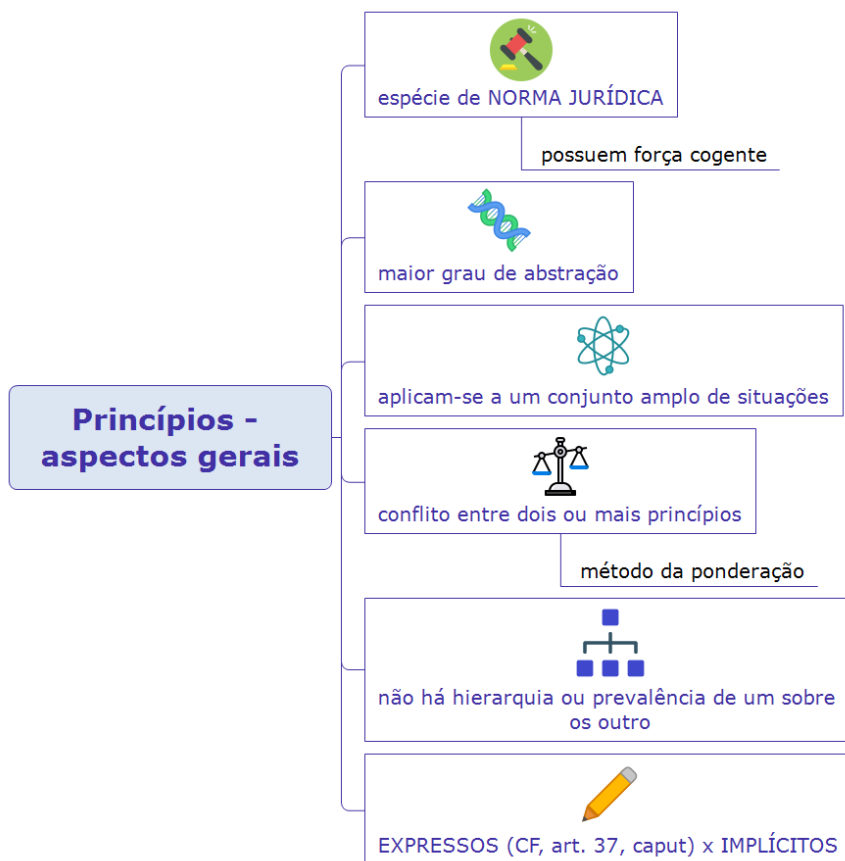 Princípios -
aspectos gerais
espécie de NORMA JURÍDICA
possuem força cogente
maior grau de abstração
aplicam-se a um conjunto amplo de situações
conflito entre dois ou mais princípios
método da ponderação
não há hierarquia ou prevalência de um sobre
os outro
EXPRESSOS (CF, art. 37, caput) x IMPLÍCITOS